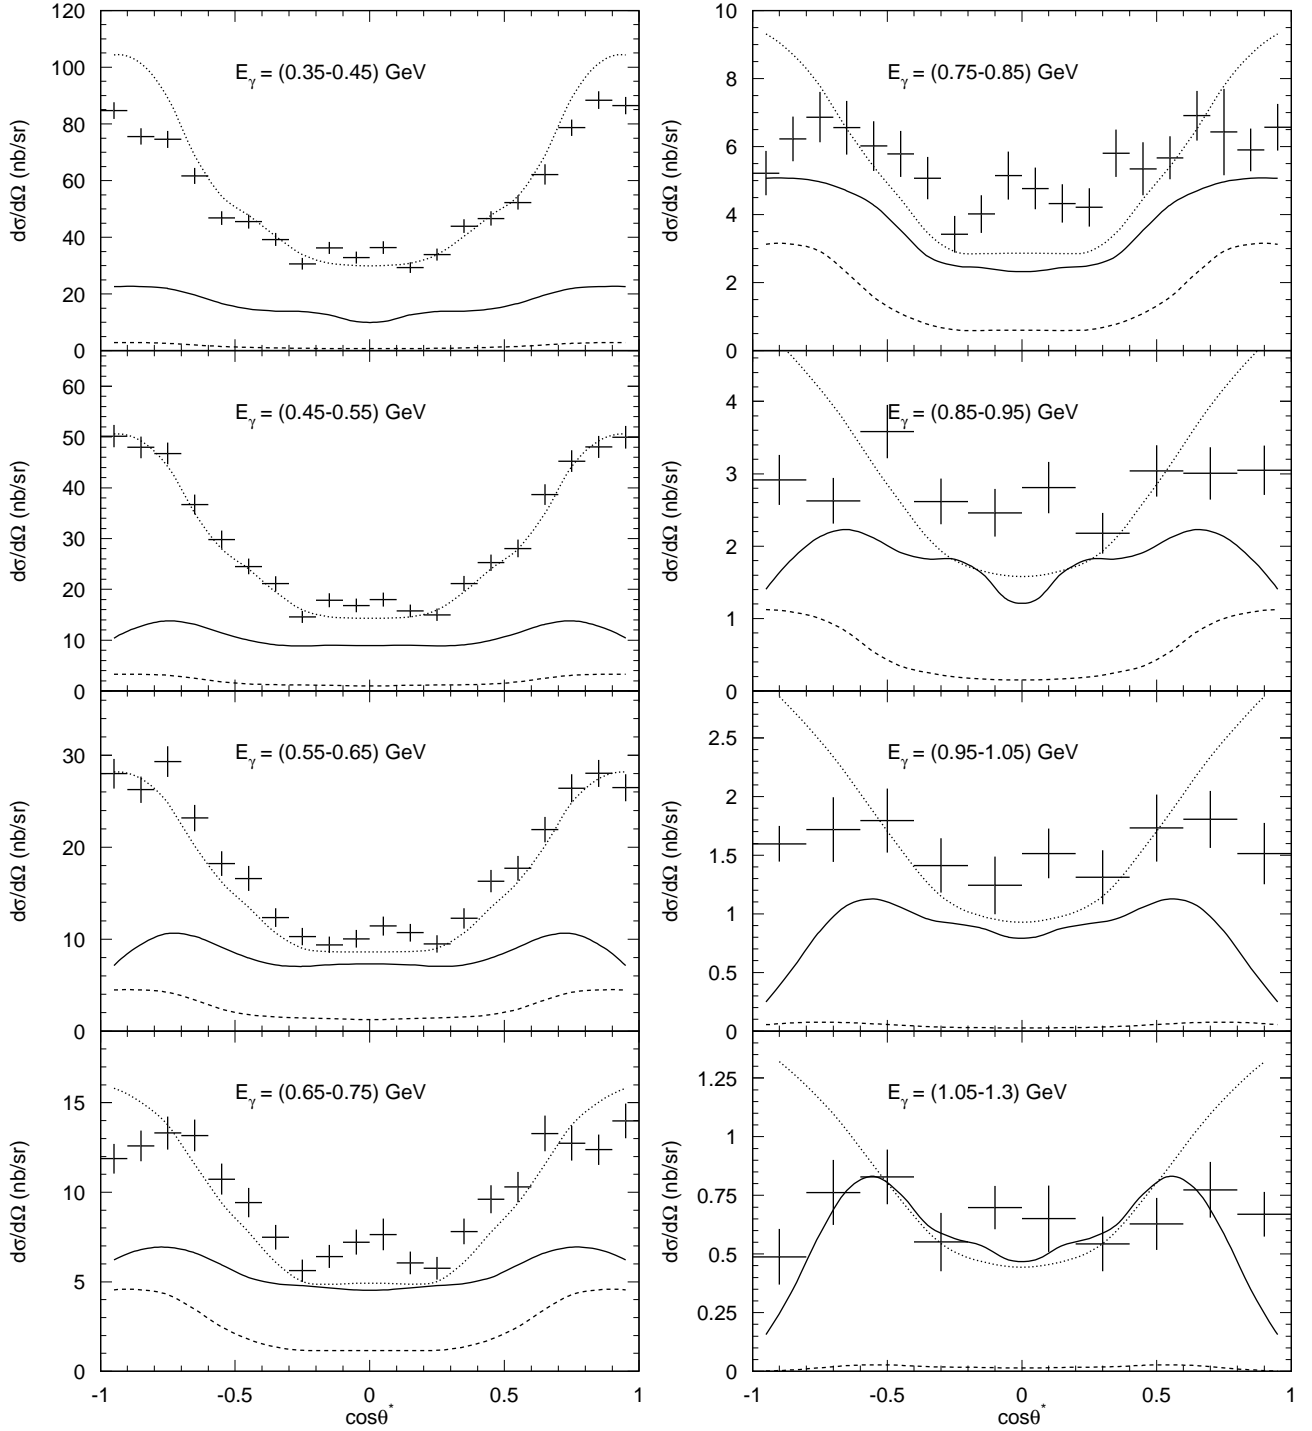 120
100
80
60
40
20
0
dσ/dΩ (nb/sr)
E_γ = (0.35-0.45) GeV
60
50
40
30
20
10
0
dσ/dΩ (nb/sr)
E_γ = (0.45-0.55) GeV
30
20
10
0
dσ/dΩ (nb/sr)
E_γ = (0.55-0.65) GeV
15
10
5
0
dσ/dΩ (nb/sr)
E_γ = (0.65-0.75) GeV
-1 -0.5 0 0.5 1
cosθ*
10
8
6
4
2
0
dσ/dΩ (nb/sr)
E_γ = (0.75-0.85) GeV
4
3
2
1
0
dσ/dΩ (nb/sr)
E_γ = (0.85-0.95) GeV
2.5
2
1.5
1
0.5
0
dσ/dΩ (nb/sr)
E_γ = (0.95-1.05) GeV
1.25
1
0.75
0.5
0.25
0
dσ/dΩ (nb/sr)
E_γ = (1.05-1.3) GeV
-1 -0.5 0 0.5 1
cosθ*